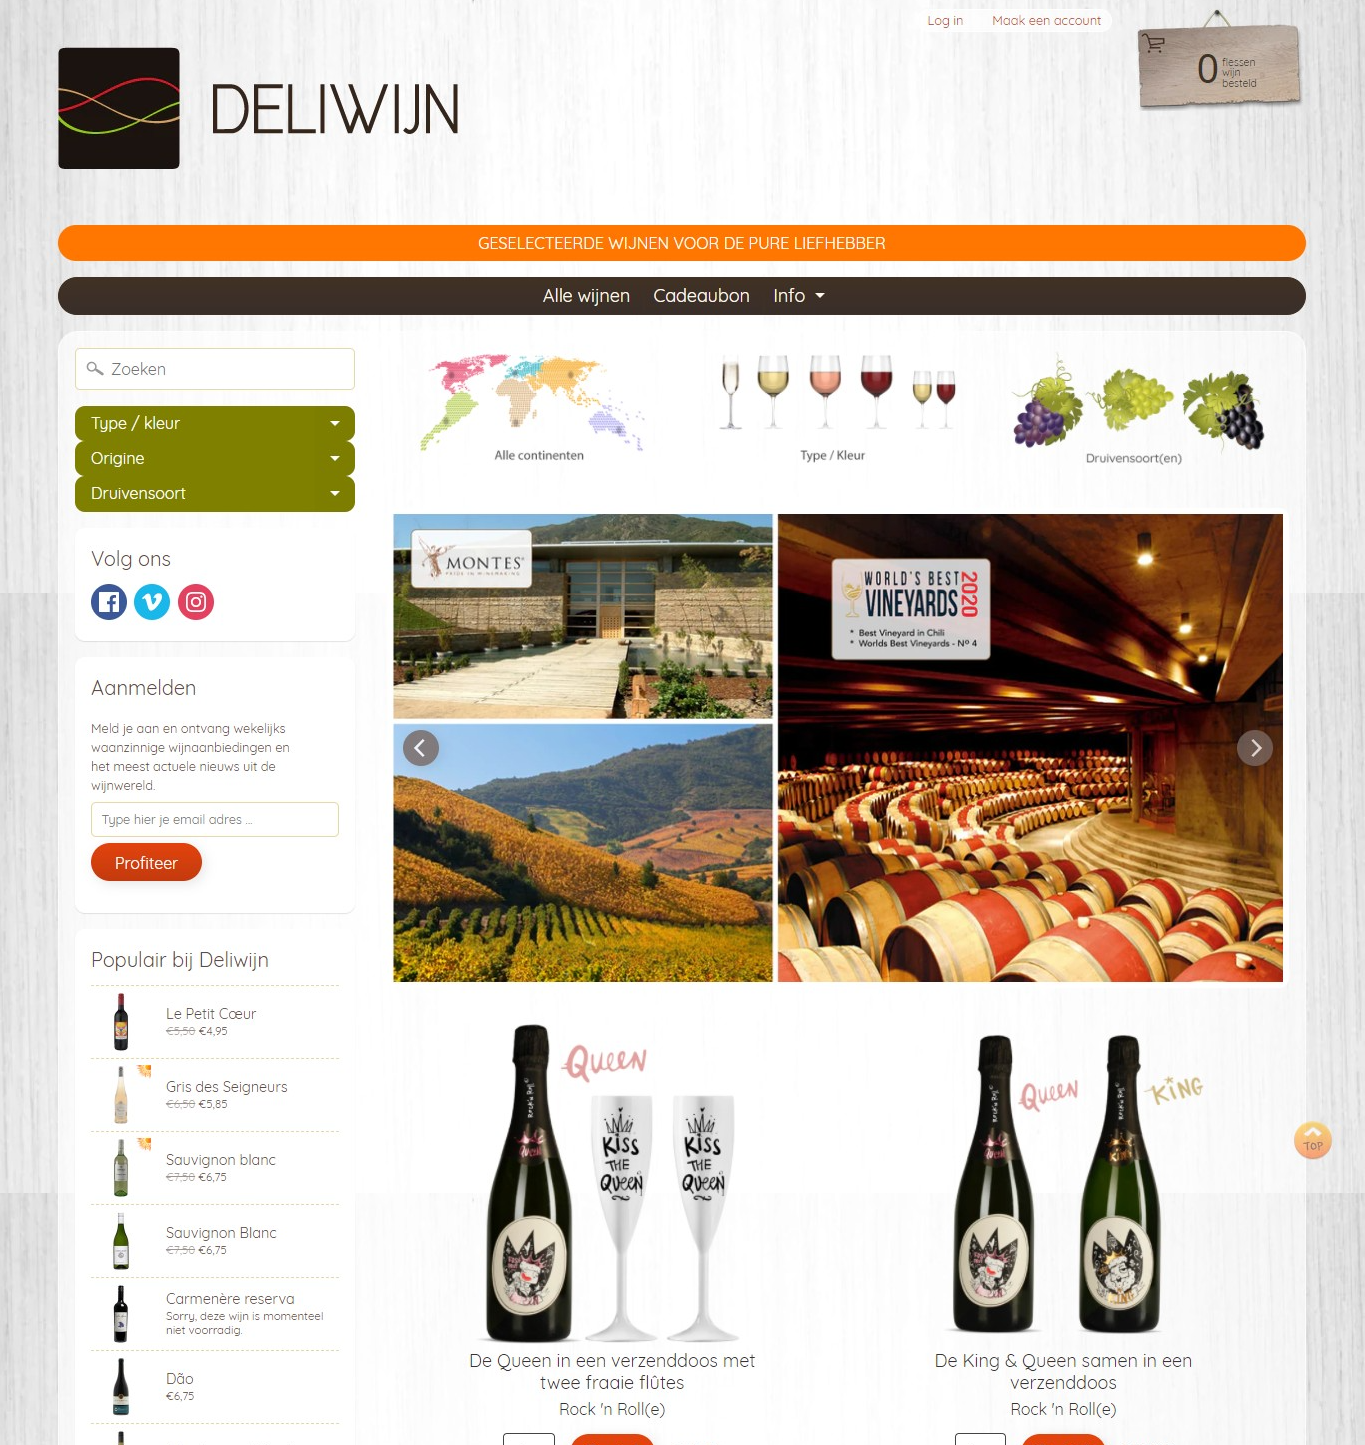 Log in
Maak een account
0 flessen
wijn
besteld
DELIWIJN
GESELECTEERDE WIJNEN VOOR DE PURE LIEFHEBBER
Alle wijnen
Cadeaubon
Info
Zoeken
Type / kleur
Origine
Druivensoort
Alle continenten
Type / Kleur
Druivensoort(en)
Volg ons
Aanmelden
Meld je aan en ontvang wekelijks
waanzinnige wijnaanbiedingen en
het meest actuele nieuws uit de
wijnwereld.
Type hier je email adres ...
Profiteer
MONTES
PRIDE IN WINEMAKING
WORLD'S BEST
VINEYARDS
2020
* Best Vineyard in Chili
* Worlds Best Vineyards - Nº 4
Populair bij Deliwijn
Le Petit Cœur
€5,50 €4,95
Gris des Seigneurs
€6,50 €5,85
Sauvignon blanc
€7,50 €6,75
Sauvignon Blanc
€7,50 €6,75
Carmenère reserva
Sorry, deze wijn is momenteel
niet voorradig.
Dão
€6,75
QUEEN
KISS
THE
QUEEN
KISS
THE
QUEEN
De Queen in een verzenddoos met
twee fraaie flûtes
Rock 'n Roll(e)
QUEEN
KING
De King & Queen samen in een
verzenddoos
Rock 'n Roll(e)
TOP